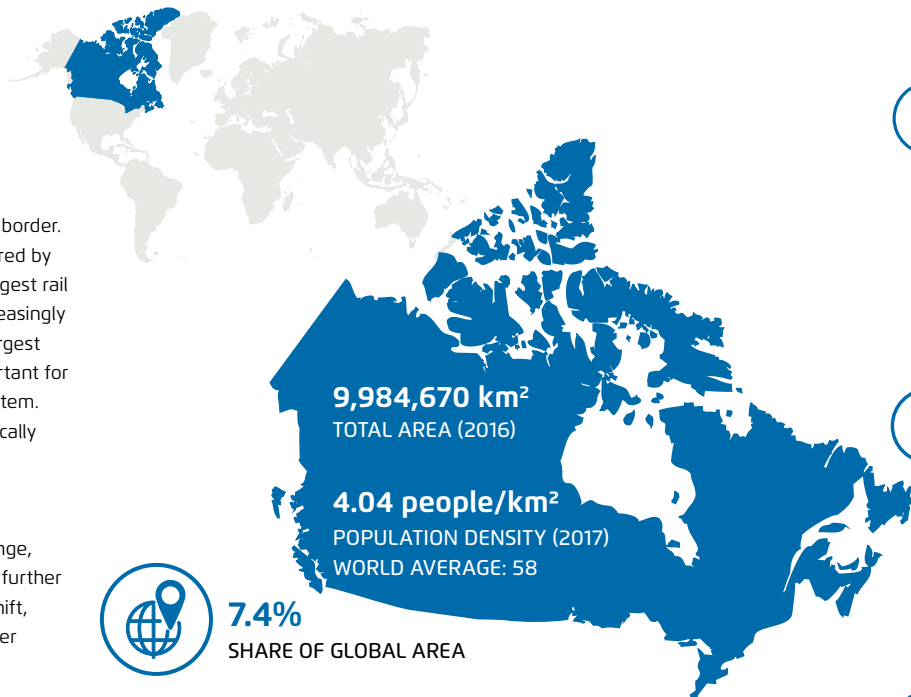 border.
red by
gest rail
easingly
rgest
rtant for
tem.
cally
nge,
further
hift,
er
9,984,670 km²
TOTAL AREA (2016)
4.04 people/km²
POPULATION DENSITY (2017)
WORLD AVERAGE: 58
7.4%
SHARE OF GLOBAL AREA